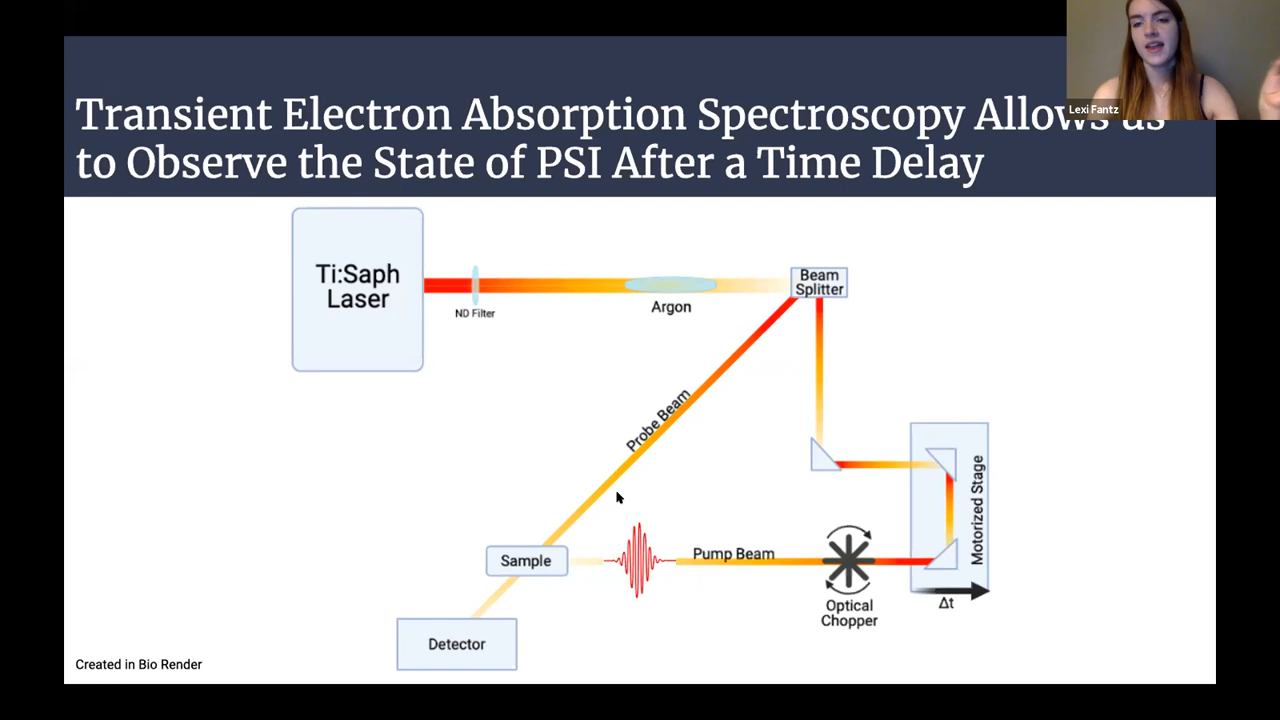 Lexi Fantz
Transient Electron Absorption Spectroscopy Allows us
to Observe the State of PSI After a Time Delay
Ti:Saph
Laser
ND Filter
Argon
Beam
Splitter
Probe Beam
Motorized Stage
Sample
Pump Beam
Optical
Chopper
Δt
Detector
Created in Bio Render